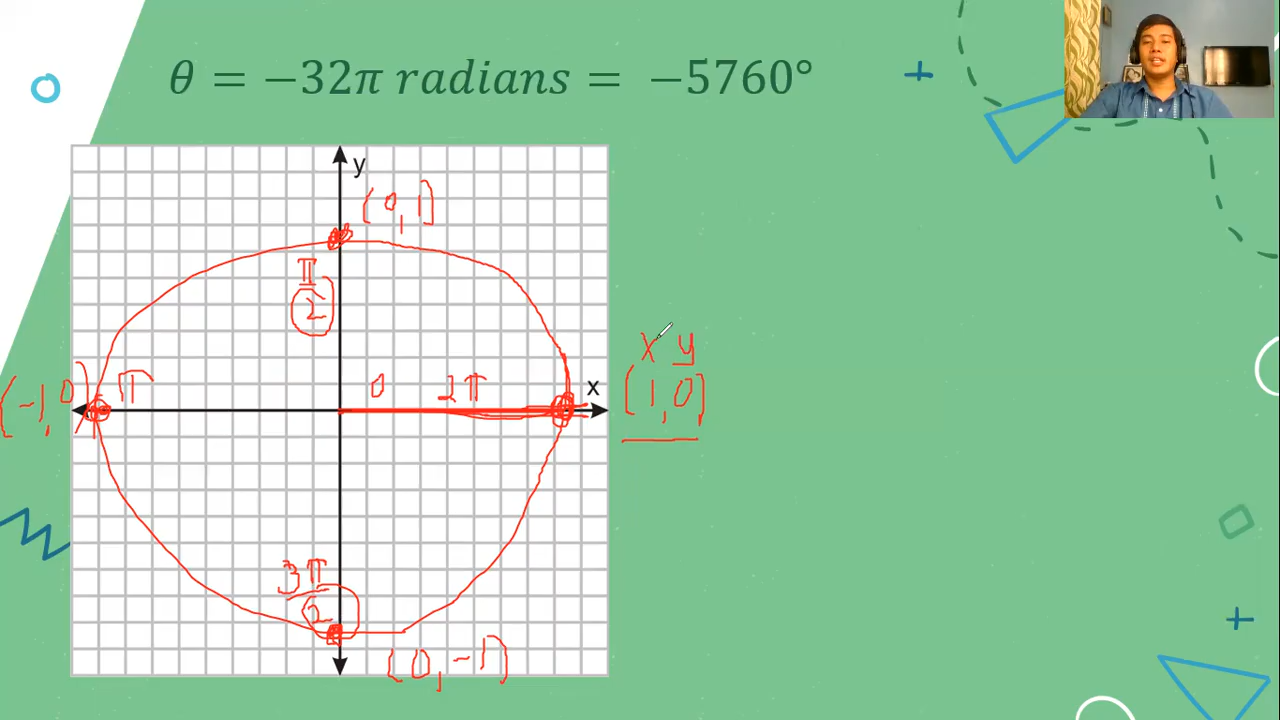 θ = −32π radians = −5760°
y
(0,1)
π
2
x y
(-1,0)
π
0
2π
x
(1,0)
3π
2
(0,-1)